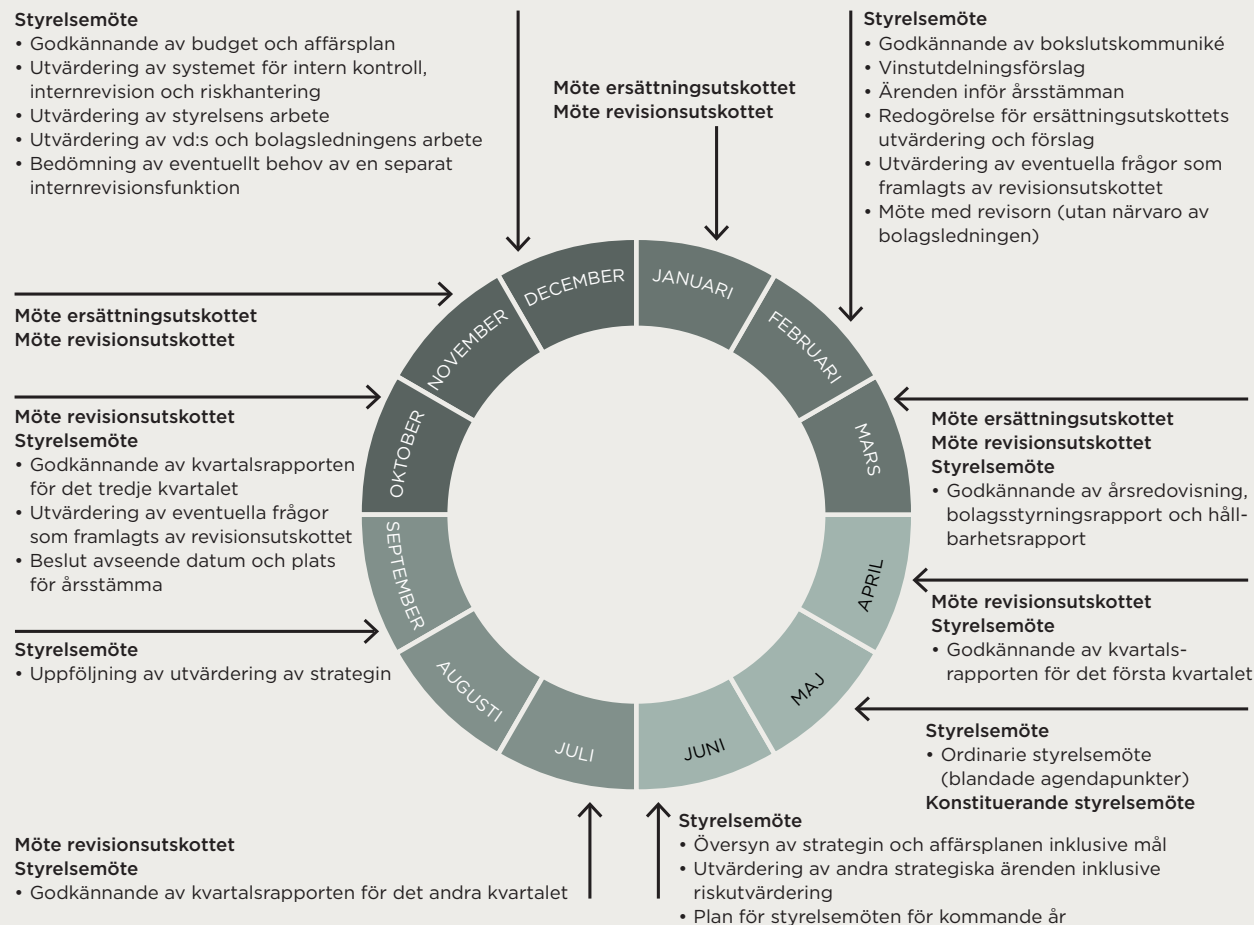 Styrelsemöte
• Godkännande av budget och affärsplan
• Utvärdering av systemet för intern kontroll,
internrevision och riskhantering
• Utvärdering av styrelsens arbete
• Utvärdering av vd:s och bolagsledningens arbete
• Bedömning av eventuellt behov av en separat
internrevisionsfunktion
Möte ersättningsutskottet
Möte revisionsutskottet
Styrelsemöte
• Godkännande av bokslutskommuniké
• Vinstutdelningsförslag
• Ärenden inför årsstämman
• Redogörelse för ersättningsutskottets
utvärdering och förslag
• Utvärdering av eventuella frågor som
framlagts av revisionsutskottet
• Möte med revisorn (utan närvaro av
bolagsledningen)
JANUARI
FEBRUARI
MARS
APRIL
MAJ
JUNI
JULI
AUGUSTI
SEPTEMBER
OKTOBER
NOVEMBER
DECEMBER
Möte ersättningsutskottet
Möte revisionsutskottet
Styrelsemöte
• Godkännande av årsredovisning,
bolagsstyrningsrapport och håll-
barhetsrapport
Möte revisionsutskottet
Styrelsemöte
• Godkännande av kvartals-
rapporten för det första kvartalet
Styrelsemöte
• Ordinarie styrelsemöte
(blandade agendapunkter)
Konstituerande styrelsemöte
Styrelsemöte
• Översyn av strategin och affärsplanen inklusive mål
• Utvärdering av andra strategiska ärenden inklusive
riskutvärdering
• Plan för styrelsemöten för kommande år
Möte revisionsutskottet
Styrelsemöte
• Godkännande av kvartalsrapporten för det andra kvartalet
Styrelsemöte
• Uppföljning av utvärdering av strategin
Möte revisionsutskottet
Styrelsemöte
• Godkännande av kvartalsrapporten
för det tredje kvartalet
• Utvärdering av eventuella frågor
som framlagts av revisionsutskottet
• Beslut avseende datum och plats
för årsstämma
Möte ersättningsutskottet
Möte revisionsutskottet